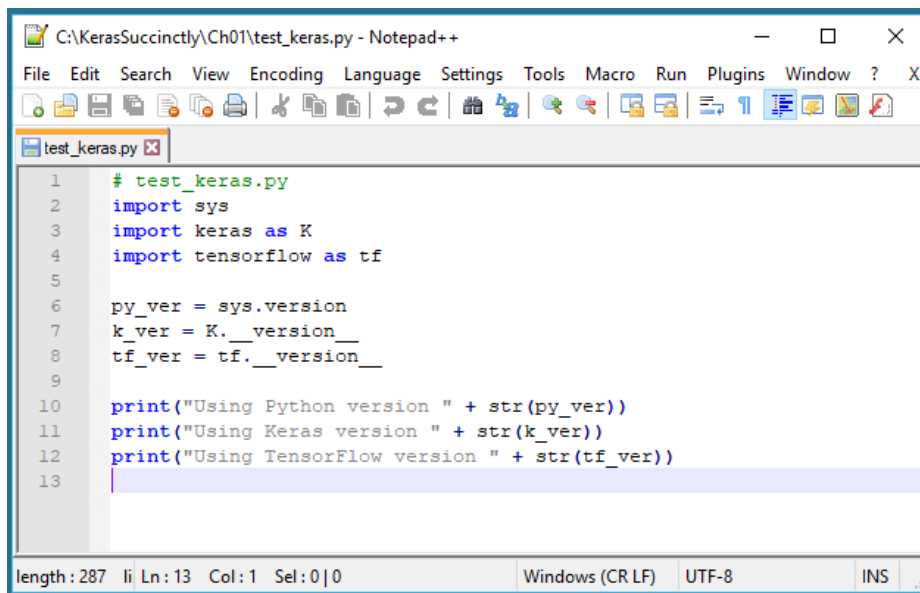 C:\KerasSuccinctly\Ch01\test_keras.py - Notepad++
File Edit Search View Encoding Language Settings Tools Macro Run Plugins Window ? X
test_keras.py
1 # test_keras.py
2 import sys
3 import keras as K
4 import tensorflow as tf
5
6 py_ver = sys.version
7 k_ver = K.__version__
8 tf_ver = tf.__version__
9
10 print("Using Python version " + str(py_ver))
11 print("Using Keras version " + str(k_ver))
12 print("Using TensorFlow version " + str(tf_ver))
13
length : 287 li Ln : 13 Col : 1 Sel : 0 | 0 Windows (CR LF) UTF-8 INS